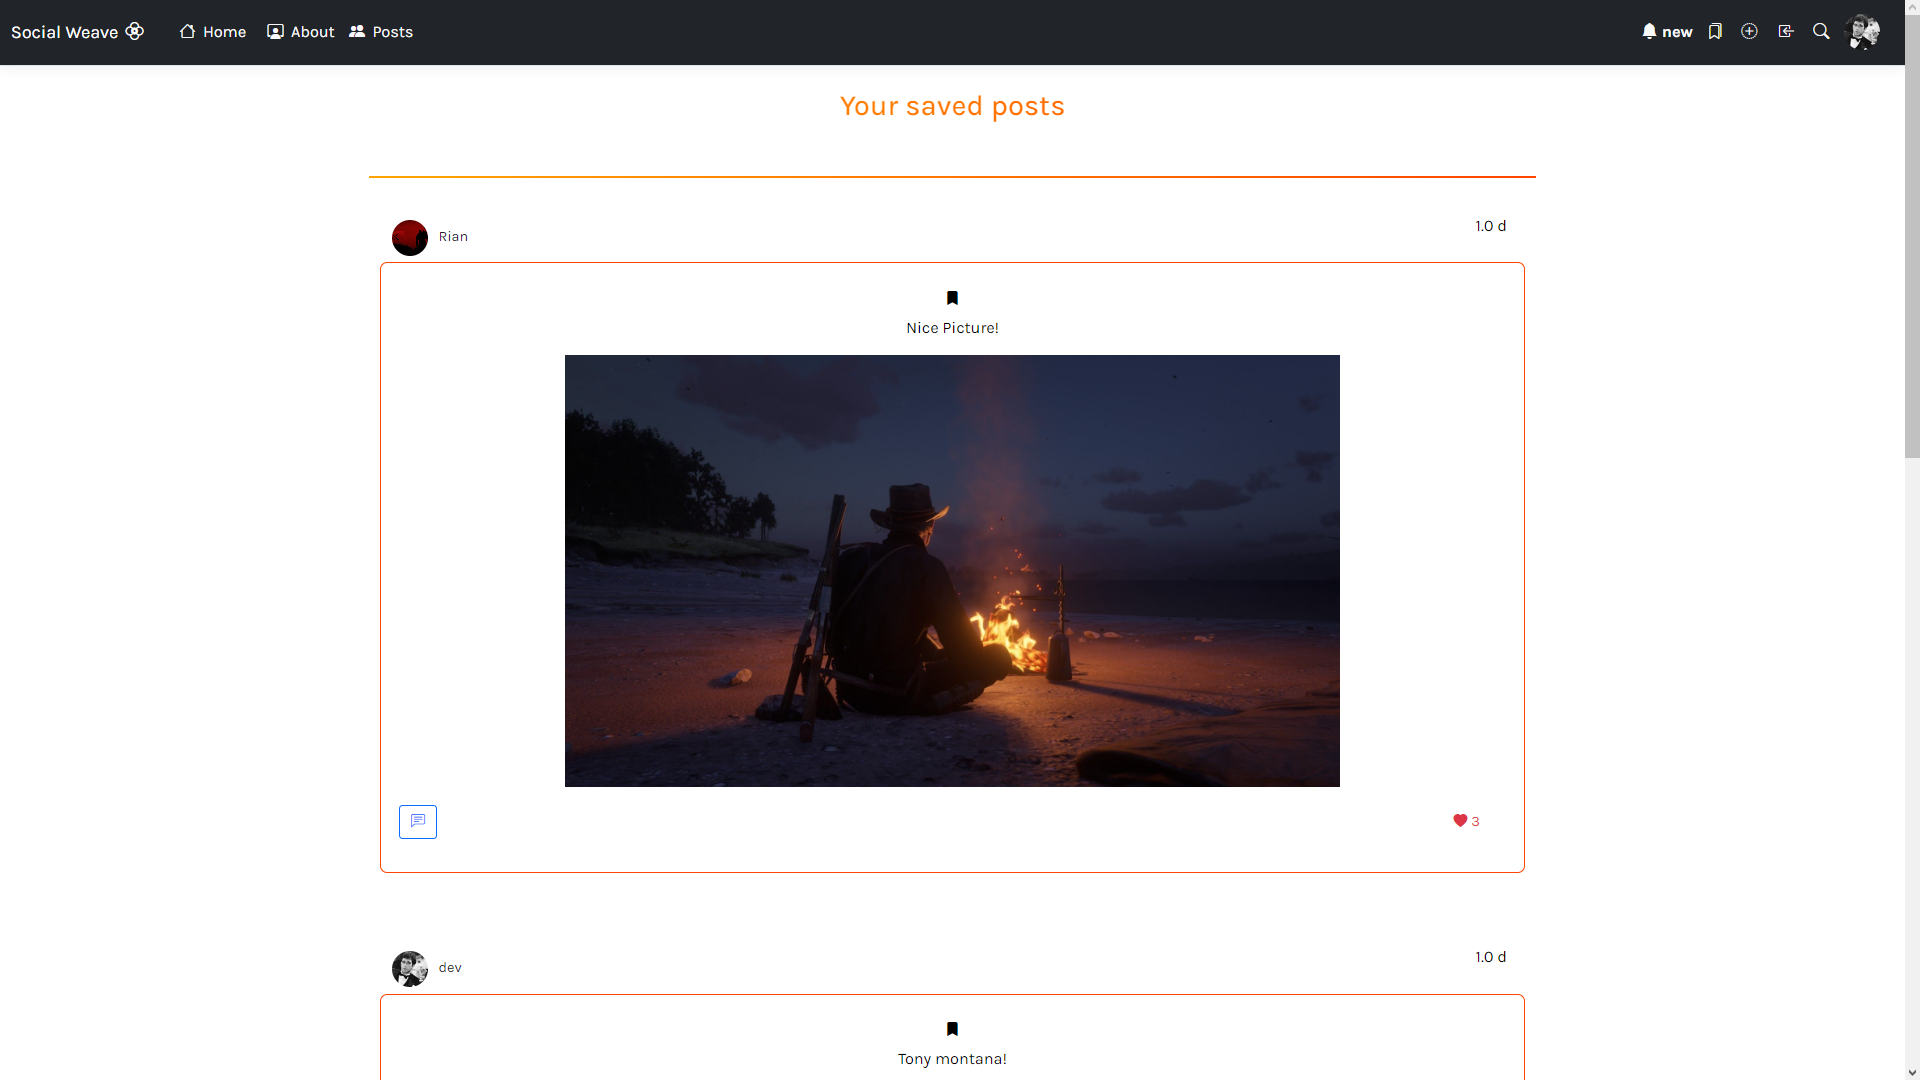 Social Weave
Home
About
Posts
new
Your saved posts
Rian
1.0 d
Nice Picture!
3
dev
1.0 d
Tony montana!